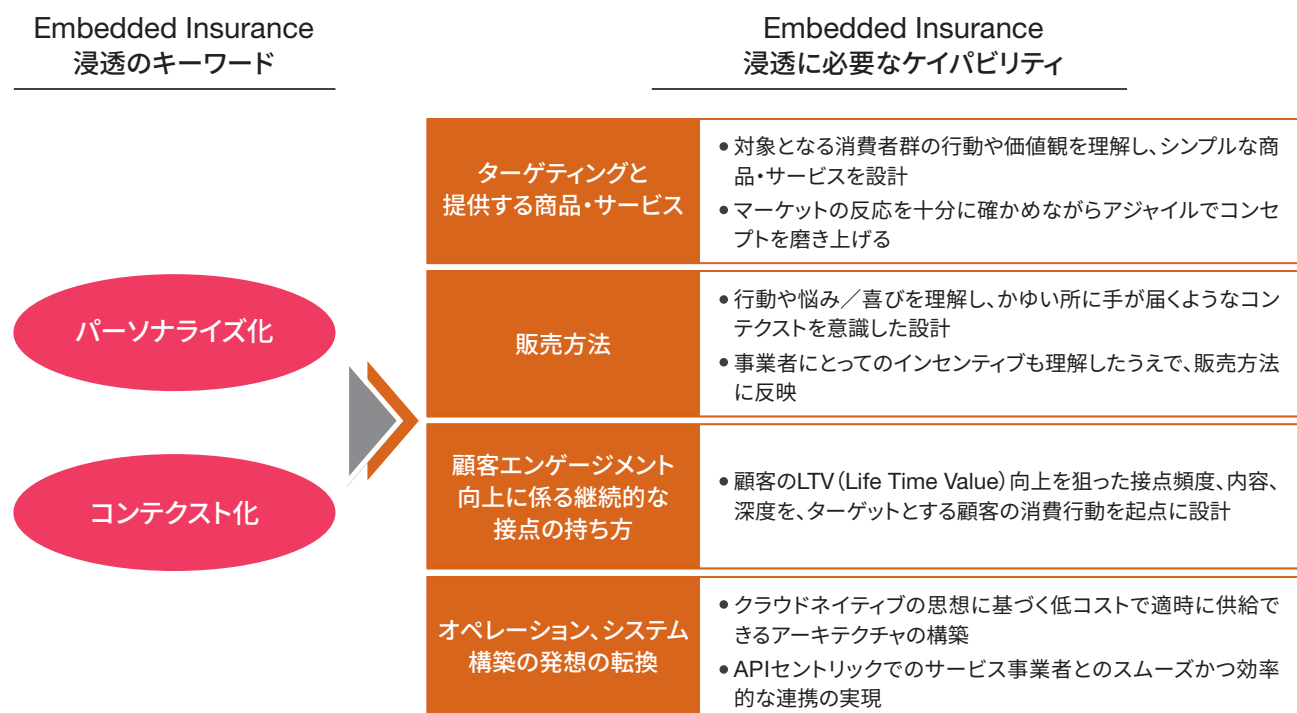 Embedded Insurance
浸透のキーワード
Embedded Insurance
浸透に必要なケイパビリティ
パーソナライズ化
コンテクスト化
ターゲティングと
提供する商品・サービス
●対象となる消費者群の行動や価値観を理解し、シンプルな商
品・サービスを設計
●マーケットの反応を十分に確かめながらアジャイルでコンセ
プトを磨き上げる
販売方法
●行動や悩み／喜びを理解し、かゆい所に手が届くようなコン
テクストを意識した設計
●事業者にとってのインセンティブも理解したうえで、販売方法
に反映
顧客エンゲージメント
向上に係る継続的な
接点の持ち方
●顧客のLTV（Life Time Value）向上を狙った接点頻度、内容、
深度を、ターゲットとする顧客の消費行動を起点に設計
オペレーション、システム
構築の発想の転換
●クラウドネイティブの思想に基づく低コストで適時に供給で
きるアーキテクチャの構築
●APIセントリックでのサービス事業者とのスムーズかつ効率
的な連携の実現